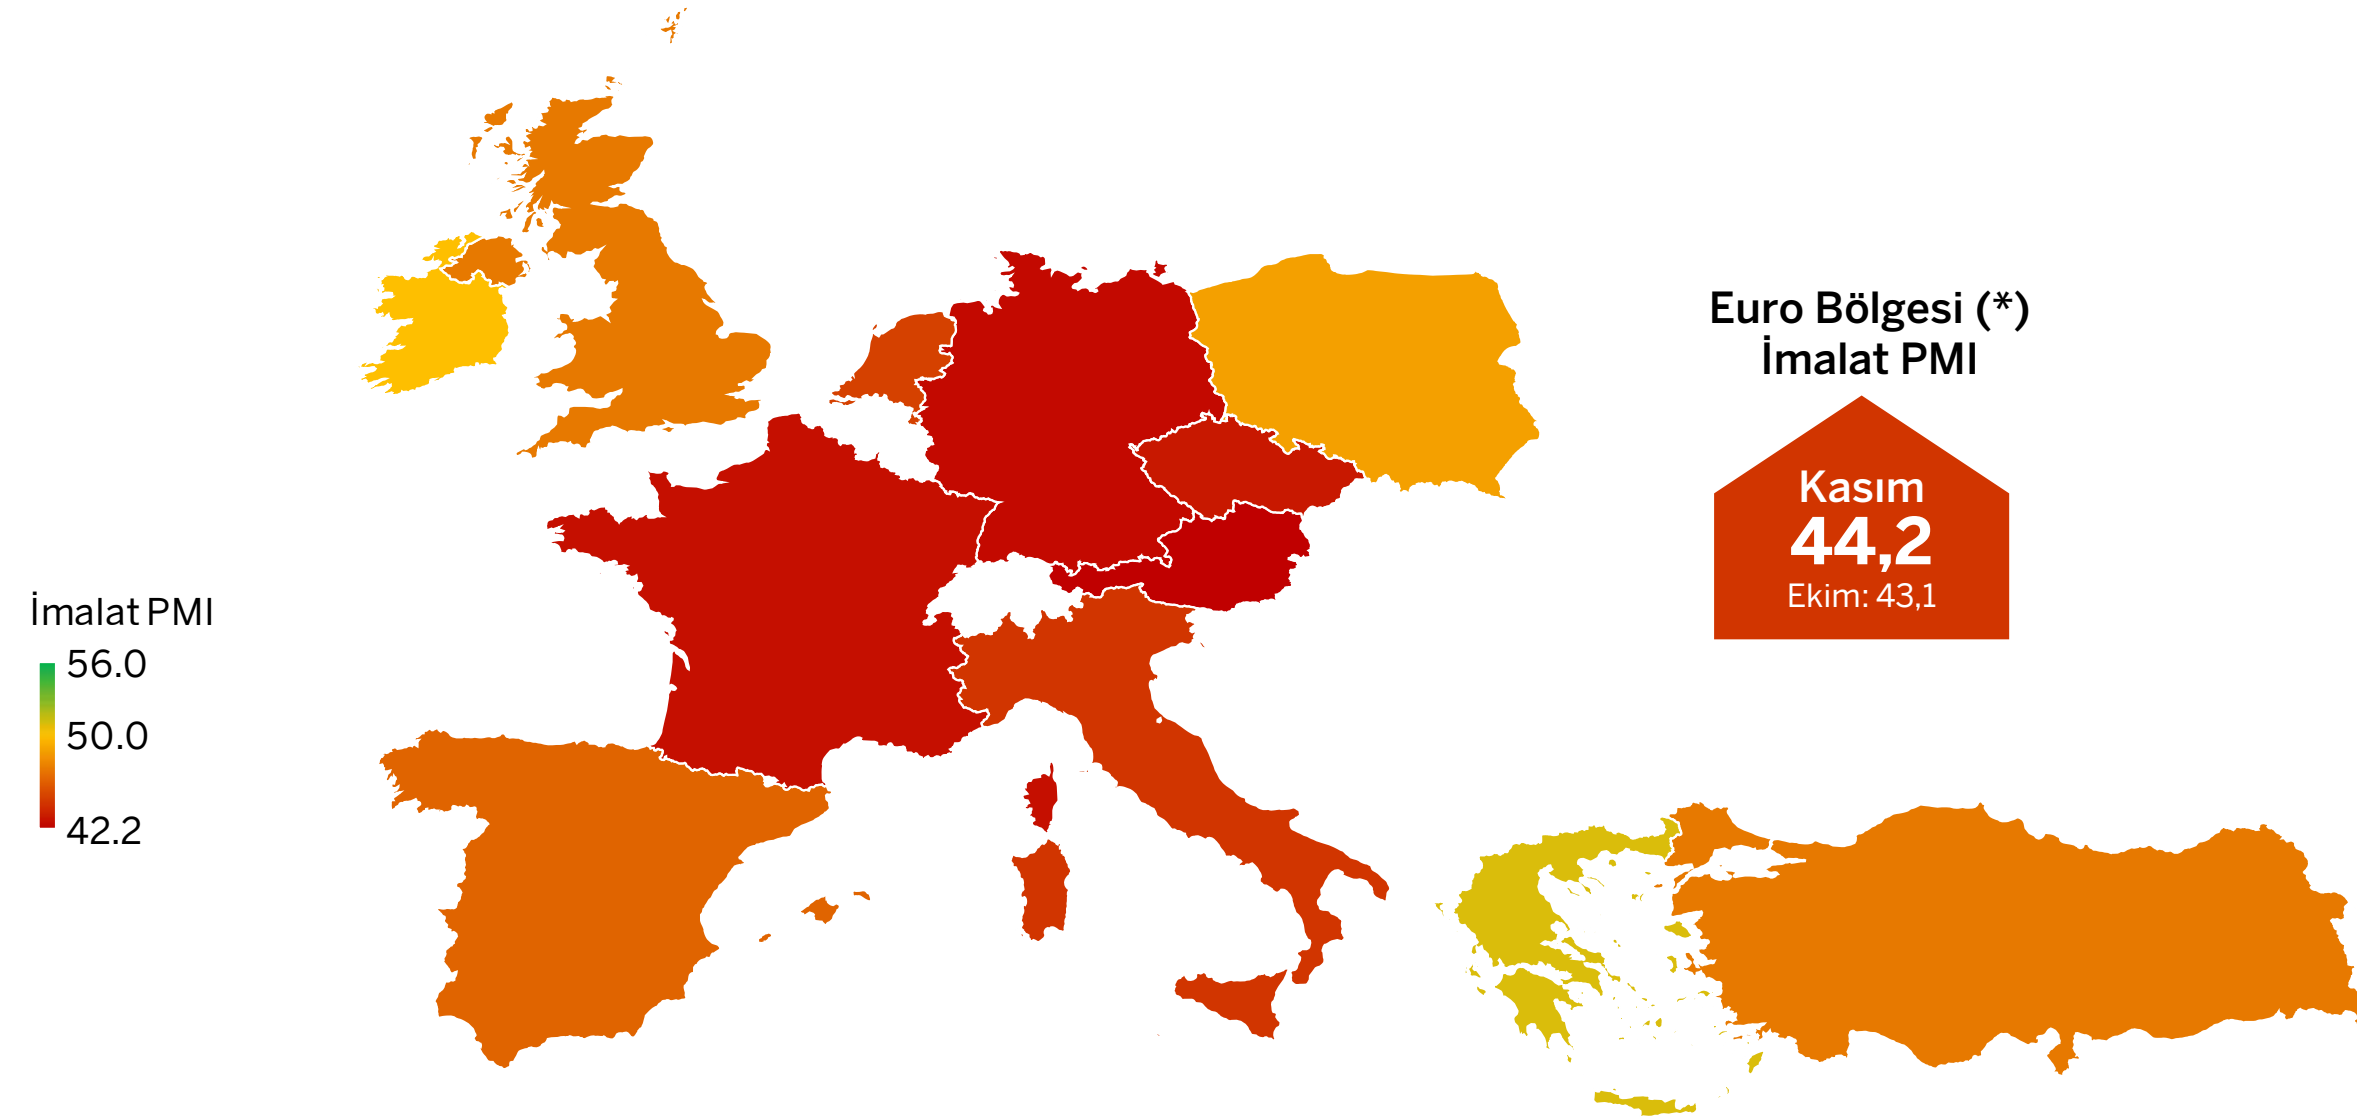 Euro Bölgesi (*)
İmalat PMI
Kasım
44,2
Ekim: 43,1
İmalat PMI
56.0
50.0
42.2